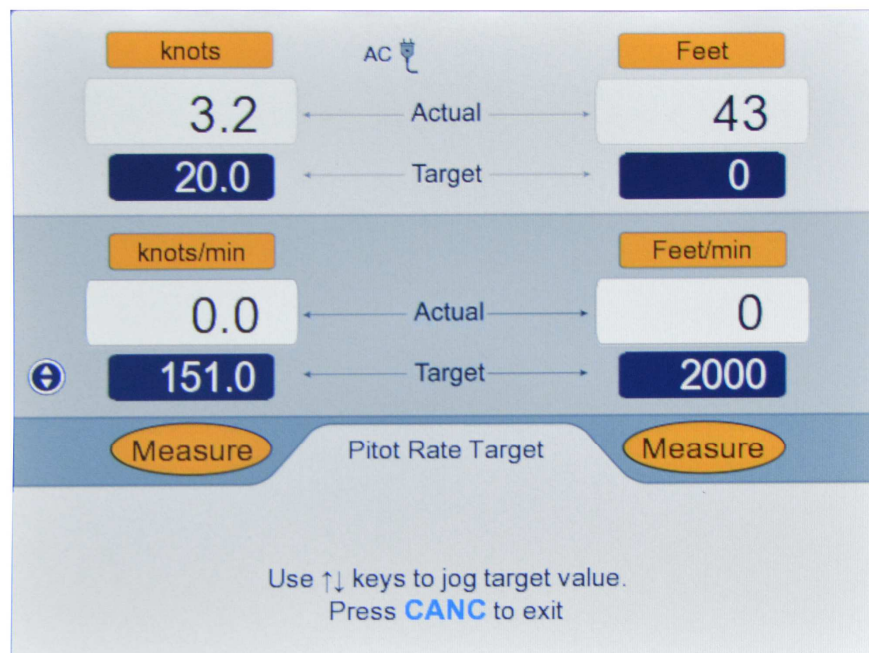 knots AC Feet
3.2 Actual 43
20.0 Target 0
knots/min Feet/min
0.0 Actual 0
151.0 Target 2000
Measure Pitot Rate Target Measure
Use ↑↓ keys to jog target value.
Press CANC to exit